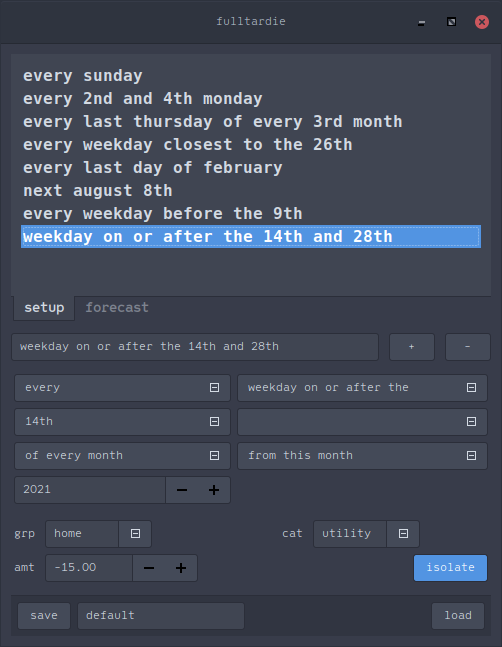 fulltardie
every sunday
every 2nd and 4th monday
every last thursday of every 3rd month
every weekday closest to the 26th
every last day of february
next august 8th
every weekday before the 9th
weekday on or after the 14th and 28th
setup forecast
weekday on or after the 14th and 28th + -
every weekday on or after the
14th
of every month from this month
2021 - +
grp home cat utility
amt -15.00 - + isolate
save default load